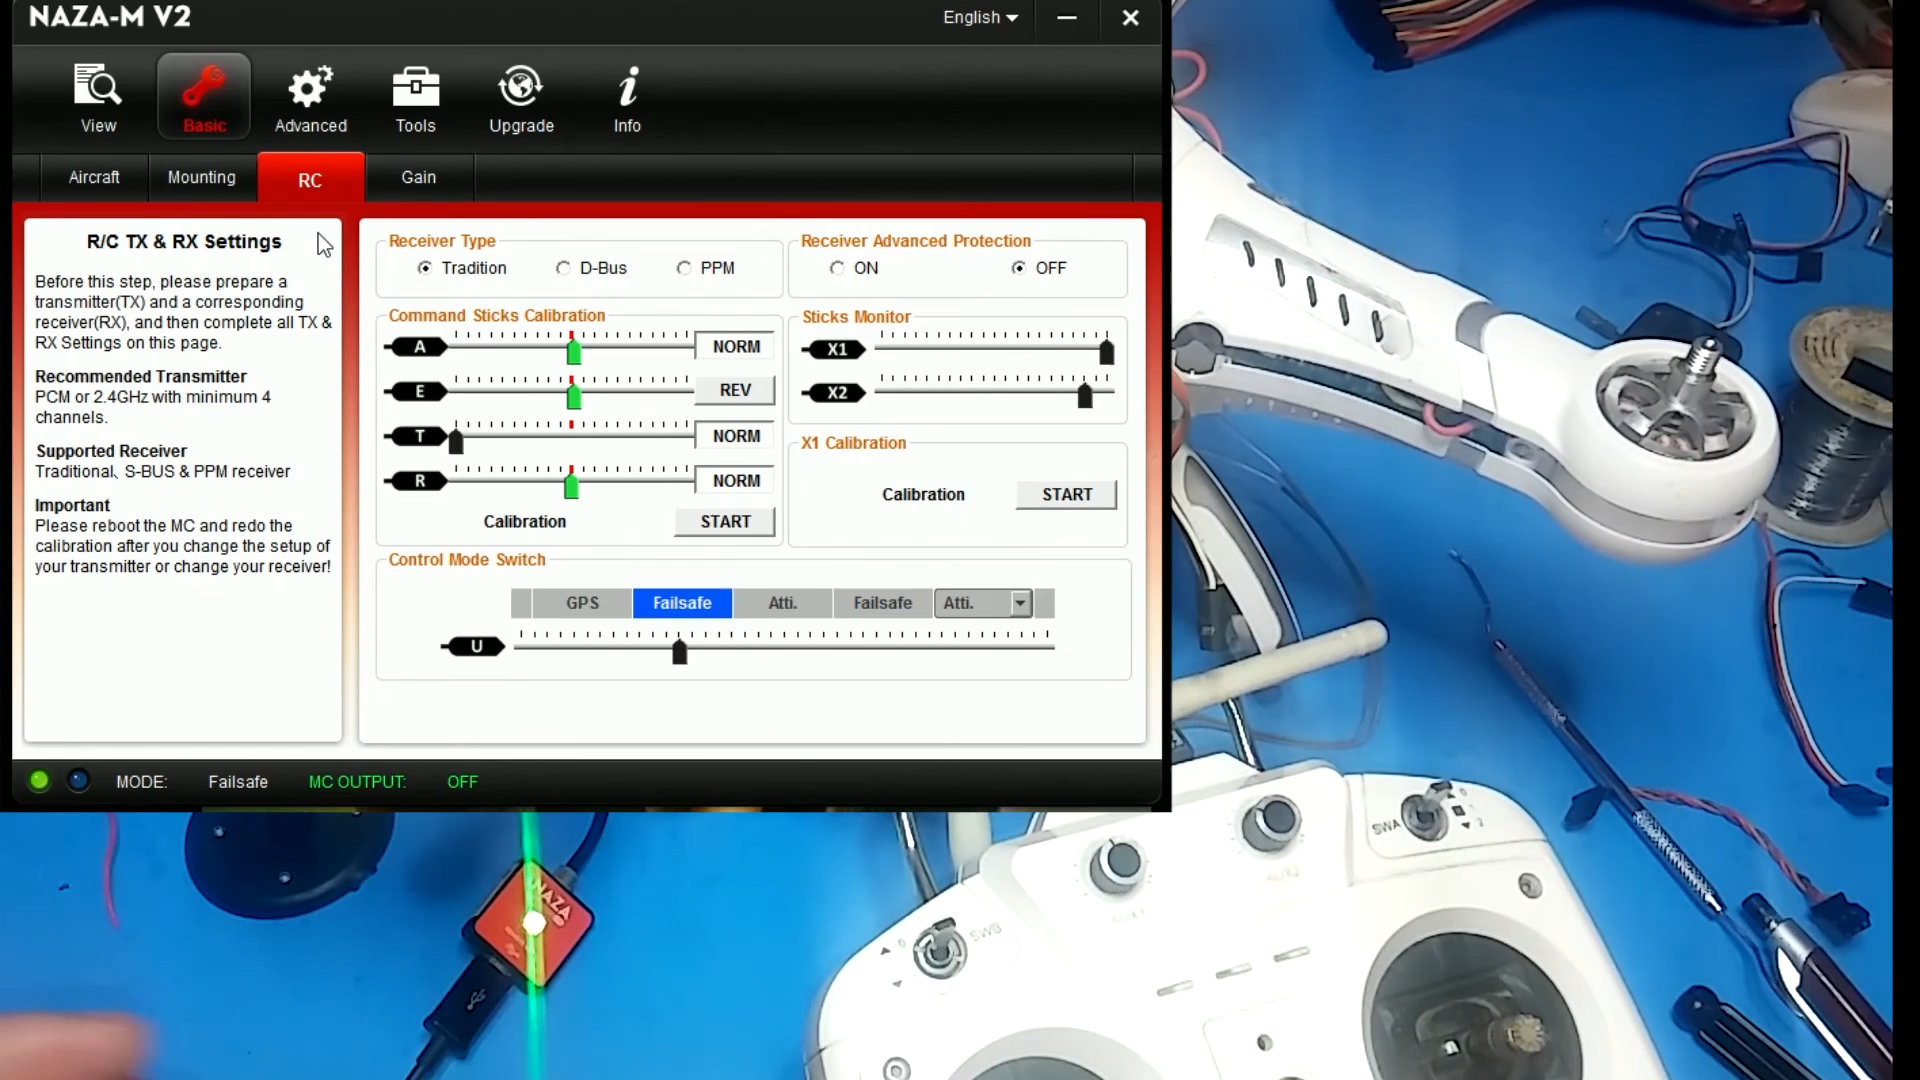 NAZA-M V2
English
View
Basic
Advanced
Tools
Upgrade
Info
Aircraft
Mounting
RC
Gain
R/C TX & RX Settings
Before this step, please prepare a
transmitter(TX) and a corresponding
receiver(RX), and then complete all TX &
RX Settings on this page.
Recommended Transmitter
PCM or 2.4GHz with minimum 4
channels.
Supported Receiver
Traditional、S-BUS & PPM receiver
Important
Please reboot the MC and redo the
calibration after you change the setup of
your transmitter or change your receiver!
Receiver Type
Tradition
D-Bus
PPM
Receiver Advanced Protection
ON
OFF
Command Sticks Calibration
A
NORM
E
REV
T
NORM
R
NORM
Calibration
START
Sticks Monitor
X1
X2
X1 Calibration
Calibration
START
Control Mode Switch
GPS
Failsafe
Atti.
Failsafe
Atti.
U
MODE:
Failsafe
MC OUTPUT:
OFF
NAZA
SWB
0
AUX1
AUX2
SWA
0
1
2